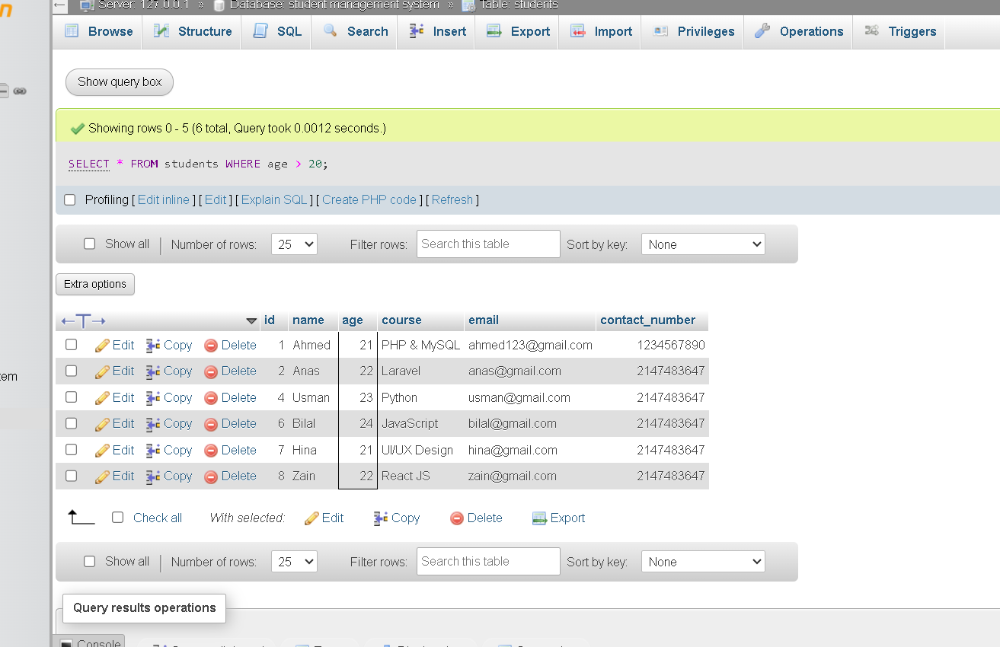 n
Server: 127.0.0.1 » Database: student management system » Table: students
Browse Structure SQL Search Insert Export Import Privileges Operations Triggers
Show query box
Showing rows 0 - 5 (6 total, Query took 0.0012 seconds.)
SELECT * FROM students WHERE age > 20;
Profiling [ Edit inline ] [ Edit ] [ Explain SQL ] [ Create PHP code ] [ Refresh ]
Show all | Number of rows: 25 Filter rows: Search this table Sort by key: None
Extra options
←T→ id name age course email contact_number
Edit Copy Delete 1 Ahmed 21 PHP & MySQL ahmed123@gmail.com 1234567890
Edit Copy Delete 2 Anas 22 Laravel anas@gmail.com 2147483647
tem
Edit Copy Delete 4 Usman 23 Python usman@gmail.com 2147483647
Edit Copy Delete 6 Bilal 24 JavaScript bilal@gmail.com 2147483647
Edit Copy Delete 7 Hina 21 UI/UX Design hina@gmail.com 2147483647
Edit Copy Delete 8 Zain 22 React JS zain@gmail.com 2147483647
Check all With selected: Edit Copy Delete Export
Show all | Number of rows: 25 Filter rows: Search this table Sort by key: None
Query results operations
Console